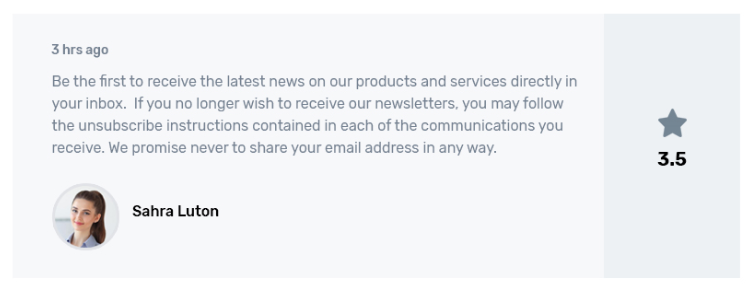 3 hrs ago
Be the first to receive the latest news on our products and services directly in
your inbox.  If you no longer wish to receive our newsletters, you may follow
the unsubscribe instructions contained in each of the communications you
receive. We promise never to share your email address in any way.
Sahra Luton
3.5